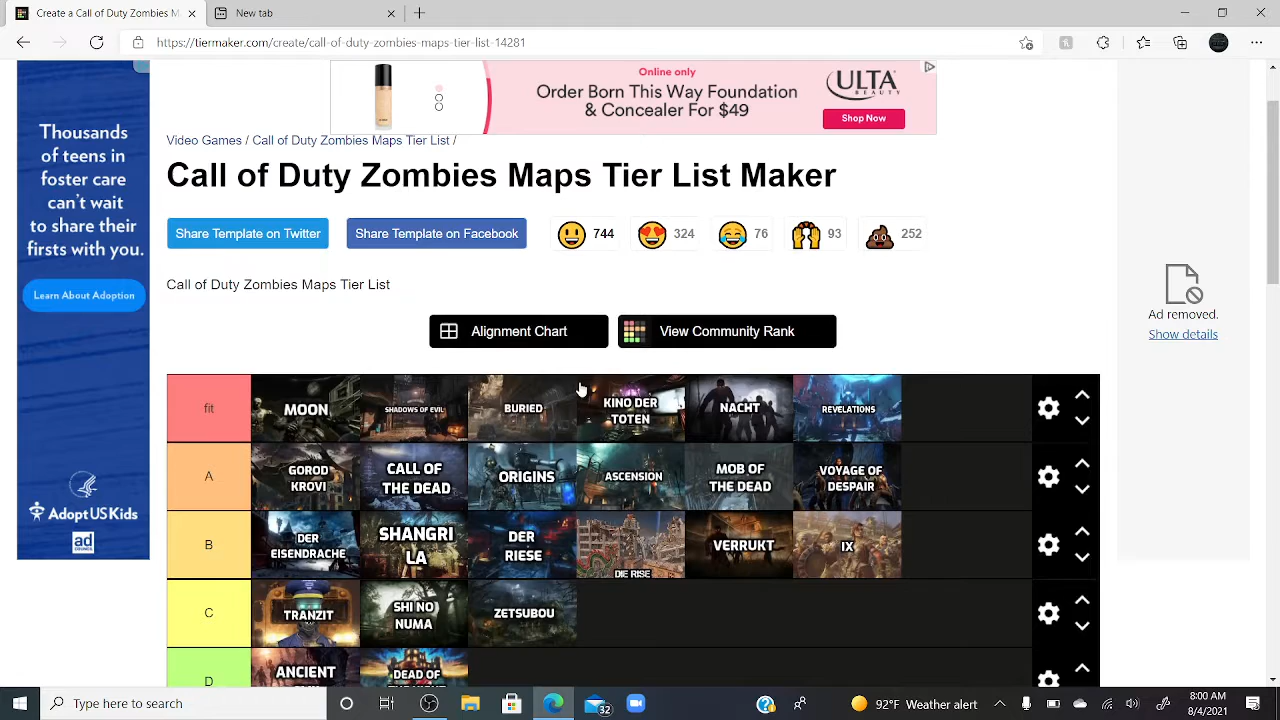 Create a Call of Duty Zombies M
New tab
https://tiermaker.com/create/call-of-duty-zombies-maps-tier-list-14281
Thousands
of teens in
foster care
can't wait
to share their
firsts with you.
Learn About Adoption
AdoptUSKids
ad
COUNCIL
Online only
Order Born This Way Foundation
& Concealer For $49
ULTA
BEAUTY
Shop Now
Video Games / Call of Duty Zombies Maps Tier List /
Call of Duty Zombies Maps Tier List Maker
Share Template on Twitter
Share Template on Facebook
744
324
76
93
252
Call of Duty Zombies Maps Tier List
Alignment Chart
View Community Rank
Ad removed.
Show details
fit
MOON
SHADOWS OF EVIL
BURIED
KINO DER
TOTEN
NACHT
REVELATIONS
A
GOROD
KROVI
CALL OF
THE DEAD
ORIGINS
ASCENSION
MOB OF
THE DEAD
VOYAGE OF
DESPAIR
B
DER
EISENDRACHE
SHANGRI
LA
DER
RIESE
DIE RISE
VERRUKT
IX
C
TRANZIT
SHI NO
NUMA
ZETSUBOU
D
ANCIENT
DEAD OF
Type here to search
32
92°F Weather alert
8:00 AM
8/4/2021